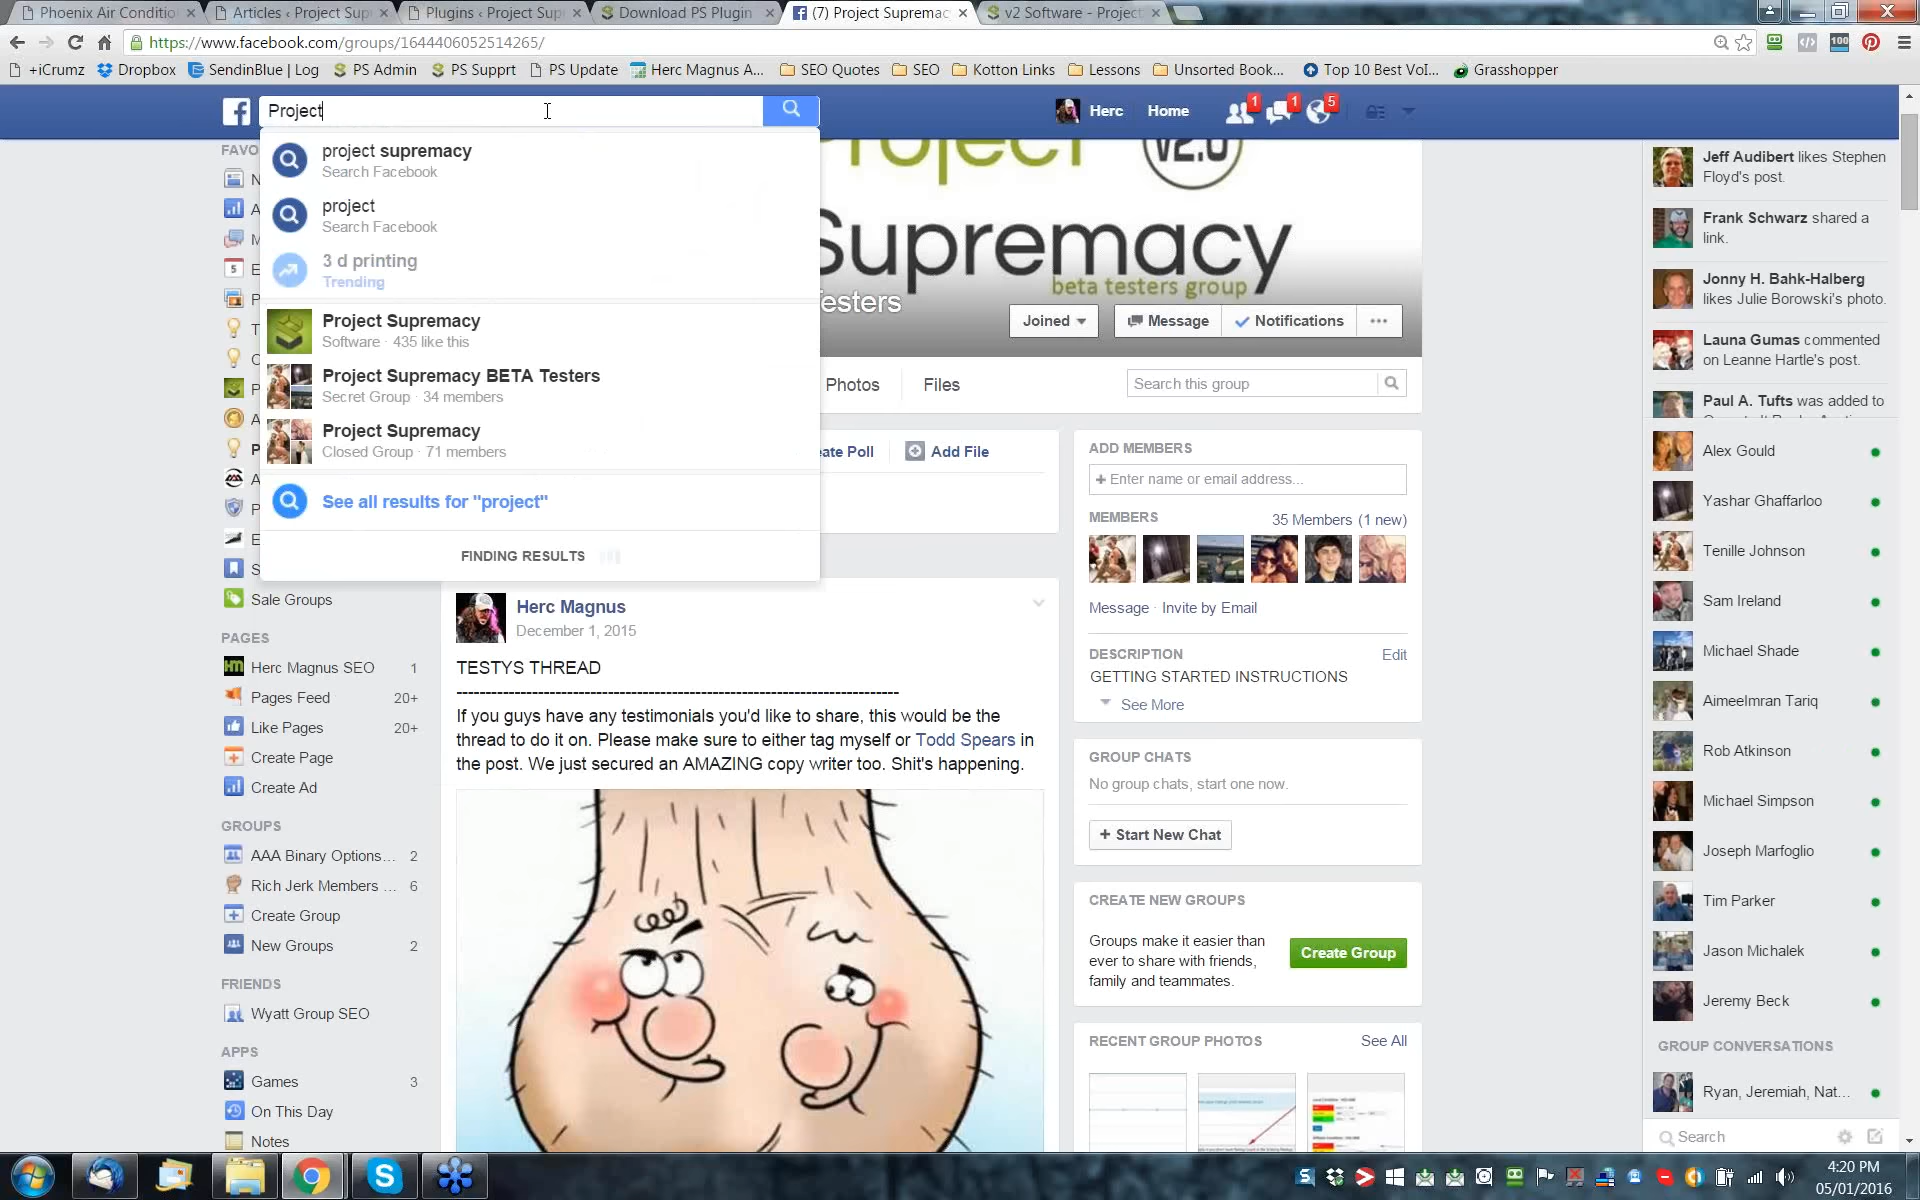 Phoenix Air Conditio
Articles ‹ Project Sup
Plugins ‹ Project Sup
Download PS Plugin
(7) Project Supremac
v2 Software - Project
https://www.facebook.com/groups/1644406052514265/
+iCrumz
Dropbox
SendinBlue | Log
PS Admin
PS Supprt
PS Update
Herc Magnus A...
SEO Quotes
SEO
Kotton Links
Lessons
Unsorted Book...
Top 10 Best VoI...
Grasshopper
100
Project
Herc
Home
1
1
5
FAVO
project supremacy
Search Facebook
project
Search Facebook
3 d printing
Trending
Project Supremacy
Software · 435 like this
Project Supremacy BETA Testers
Secret Group · 34 members
Project Supremacy
Closed Group · 71 members
See all results for "project"
FINDING RESULTS
Sale Groups
PAGES
Herc Magnus SEO 1
Pages Feed 20+
Like Pages 20+
Create Page
Create Ad
GROUPS
AAA Binary Options... 2
Rich Jerk Members ... 6
Create Group
New Groups 2
FRIENDS
Wyatt Group SEO
APPS
Games 3
On This Day
Notes
v2.0
Supremacy
beta testers group
esters
Joined
Message
Notifications
Photos
Files
Search this group
eate Poll
Add File
Herc Magnus
December 1, 2015
TESTYS THREAD
----------------------------------------------------------------------------
If you guys have any testimonials you'd like to share, this would be the
thread to do it on. Please make sure to either tag myself or Todd Spears in
the post. We just secured an AMAZING copy writer too. Shit's happening.
ADD MEMBERS
+ Enter name or email address...
MEMBERS
35 Members (1 new)
Message · Invite by Email
DESCRIPTION
Edit
GETTING STARTED INSTRUCTIONS
See More
GROUP CHATS
No group chats, start one now.
+ Start New Chat
CREATE NEW GROUPS
Groups make it easier than
ever to share with friends,
family and teammates.
Create Group
RECENT GROUP PHOTOS
See All
Jeff Audibert likes Stephen
Floyd's post.
Frank Schwarz shared a
link.
Jonny H. Bahk-Halberg
likes Julie Borowski's photo.
Launa Gumas commented
on Leanne Hartle's post.
Paul A. Tufts was added to
Alex Gould
Yashar Ghaffarloo
Tenille Johnson
Sam Ireland
Michael Shade
AimeeImran Tariq
Rob Atkinson
Michael Simpson
Joseph Marfoglio
Tim Parker
Jason Michalek
Jeremy Beck
GROUP CONVERSATIONS
Ryan, Jeremiah, Nat...
Search
4:20 PM
05/01/2016